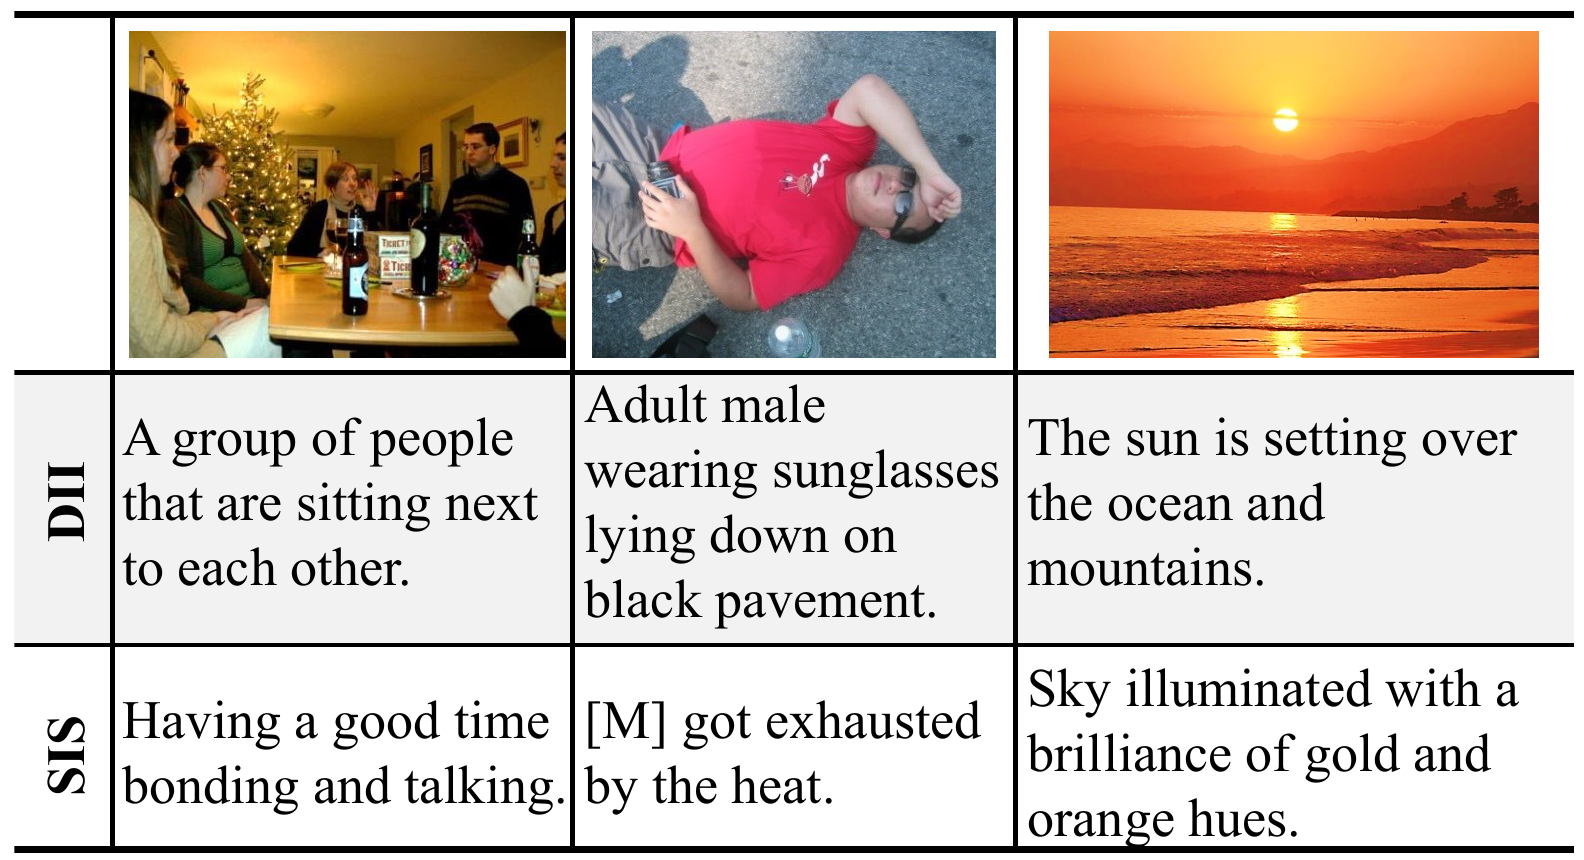 TICKET
TICK
DII
A group of people
that are sitting next
to each other.
Adult male
wearing sunglasses
lying down on
black pavement.
The sun is setting over
the ocean and
mountains.
SIS
Having a good time
bonding and talking.
[M] got exhausted
by the heat.
Sky illuminated with a
brilliance of gold and
orange hues.